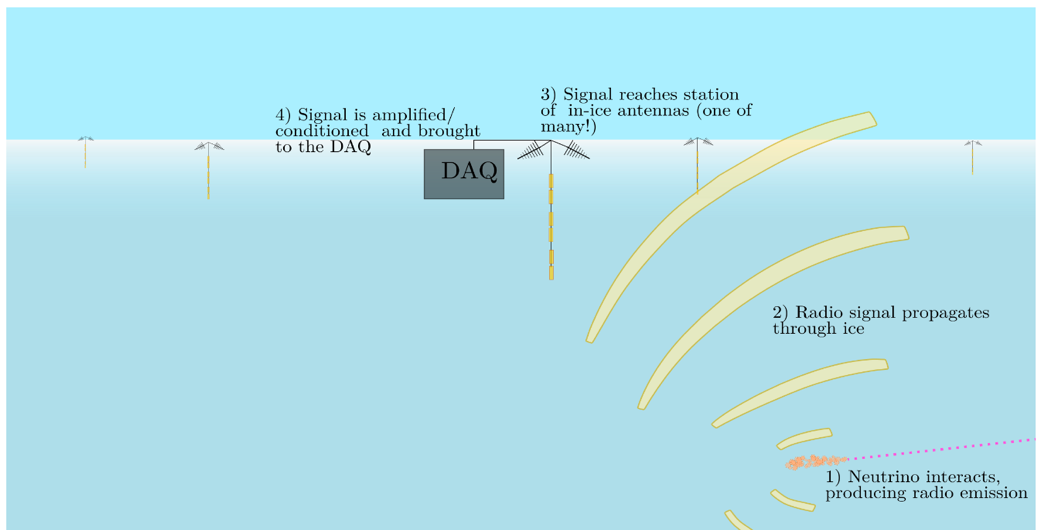 3) Signal reaches station
of in-ice antennas (one of
many!)
4) Signal is amplified/
conditioned and brought
to the DAQ
DAQ
2) Radio signal propagates
through ice
1) Neutrino interacts,
producing radio emission